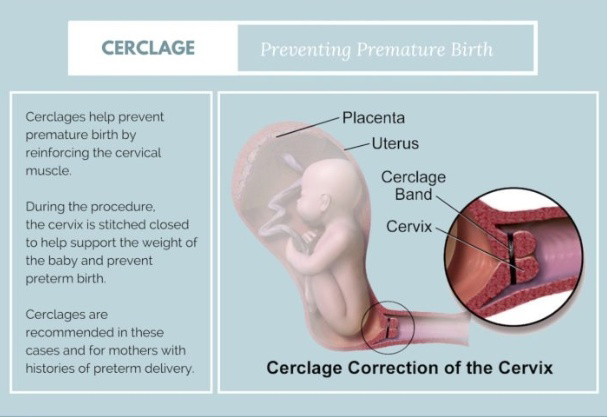 CERCLAGE
Preventing Premature Birth
Cerclages help prevent
premature birth by
reinforcing the cervical
muscle.
During the procedure,
the cervix is stitched closed
to help support the weight of
the baby and prevent
preterm birth.
Cerclages are
recommended in these
cases and for mothers with
histories of preterm delivery.
Placenta
Uterus
Cerclage
Band
Cervix
Cerclage Correction of the Cervix